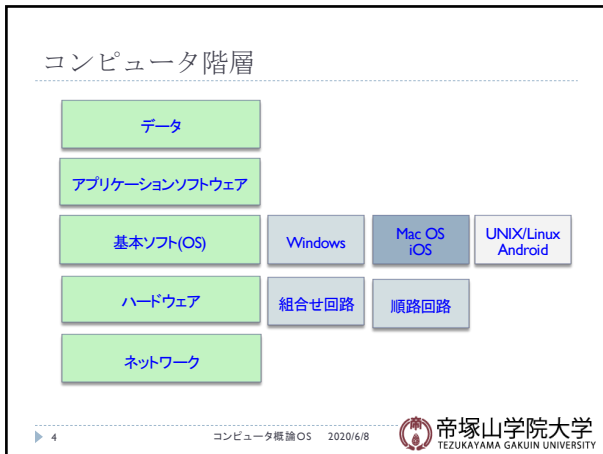 コンピュータ階層
データ
アプリケーションソフトウェア
基本ソフト(OS)
Windows
Mac OS
iOS
UNIX/Linux
Android
ハードウェア
組合せ回路
順路回路
ネットワーク
4
コンピュータ概論OS 2020/6/8
帝塚山学院大学
TEZUKAYAMA GAKUIN UNIVERSITY